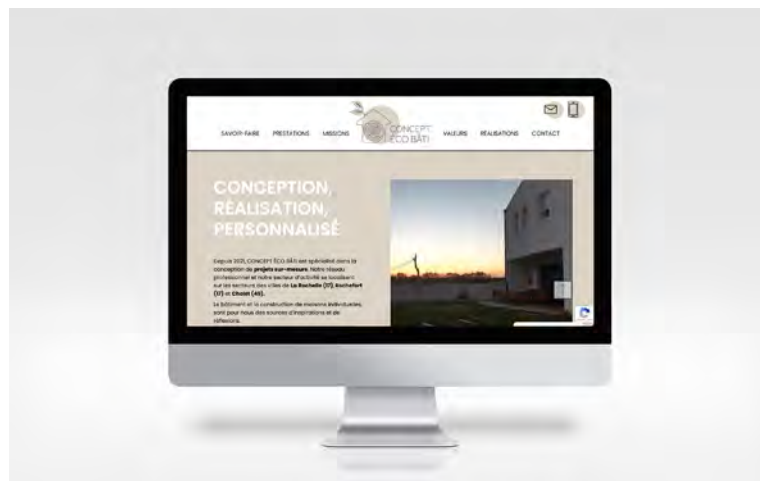 SAVOIR-FAIRE PRESTATIONS MISSIONS
CONCEPT
ÉCO BÂTI
VALEURS RÉALISATIONS CONTACT
CONCEPTION,
RÉALISATION,
PERSONNALISÉ
Depuis 2021, CONCEPT ÉCO BÂTI est spécialisé dans la
conception de projets sur-mesure. Notre réseau
professionnel et notre secteur d'activité se localisent
sur les secteurs des villes de La Rochelle (17), Rochefort
(17) et Cholet (49).
Le bâtiment et la construction de maisons individuelles,
sont pour nous des sources d'inspirations et de
réflexions.